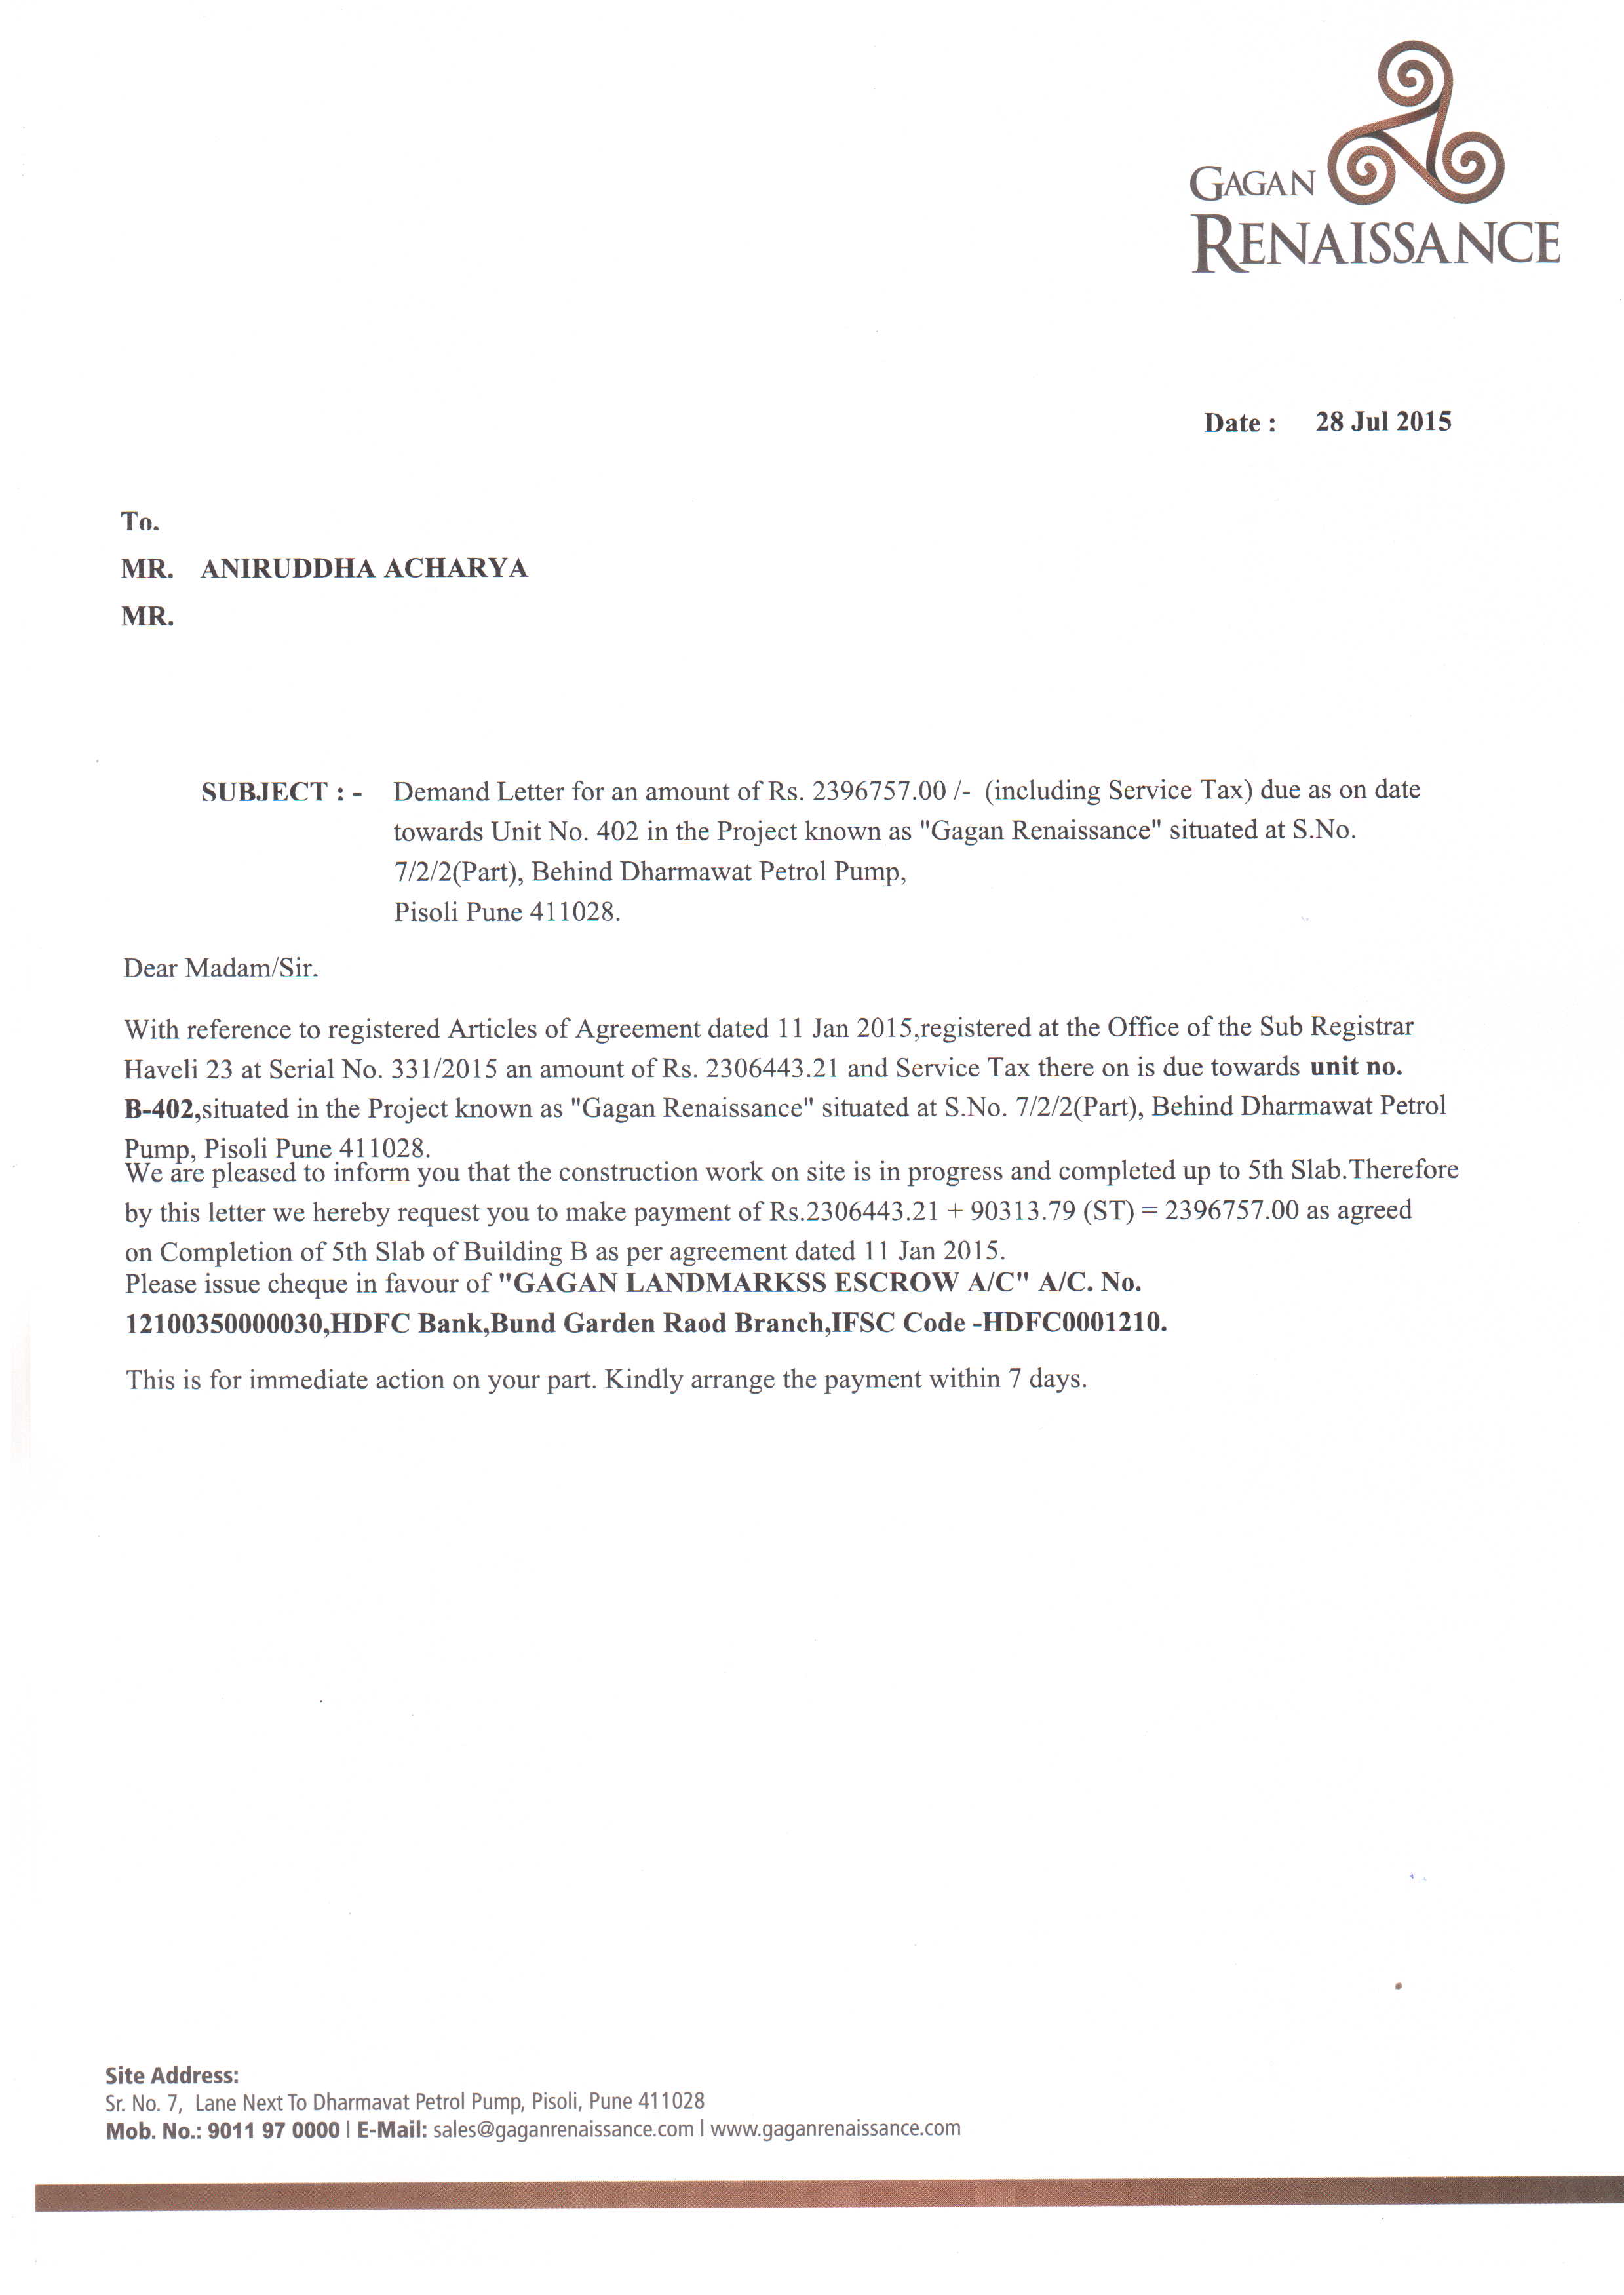 GAGAN
RENAISSANCE
Date : 28 Jul 2015
To.
MR. ANIRUDDHA ACHARYA
MR.
SUBJECT : - Demand Letter for an amount of Rs. 2396757.00 /- (including Service Tax) due as on date
towards Unit No. 402 in the Project known as "Gagan Renaissance" situated at S.No.
7/2/2(Part), Behind Dharmawat Petrol Pump,
Pisoli Pune 411028.
Dear Madam/Sir.
With reference to registered Articles of Agreement dated 11 Jan 2015,registered at the Office of the Sub Registrar
Haveli 23 at Serial No. 331/2015 an amount of Rs. 2306443.21 and Service Tax there on is due towards unit no.
B-402,situated in the Project known as "Gagan Renaissance" situated at S.No. 7/2/2(Part), Behind Dharmawat Petrol
Pump, Pisoli Pune 411028.
We are pleased to inform you that the construction work on site is in progress and completed up to 5th Slab.Therefore
by this letter we hereby request you to make payment of Rs.2306443.21 + 90313.79 (ST) = 2396757.00 as agreed
on Completion of 5th Slab of Building B as per agreement dated 11 Jan 2015.
Please issue cheque in favour of "GAGAN LANDMARKSS ESCROW A/C" A/C. No.
12100350000030,HDFC Bank,Bund Garden Raod Branch,IFSC Code -HDFC0001210.
This is for immediate action on your part. Kindly arrange the payment within 7 days.
Site Address:
Sr. No. 7, Lane Next To Dharmavat Petrol Pump, Pisoli, Pune 411028
Mob. No.: 9011 97 0000 | E-Mail: sales@gaganrenaissance.com | www.gaganrenaissance.com